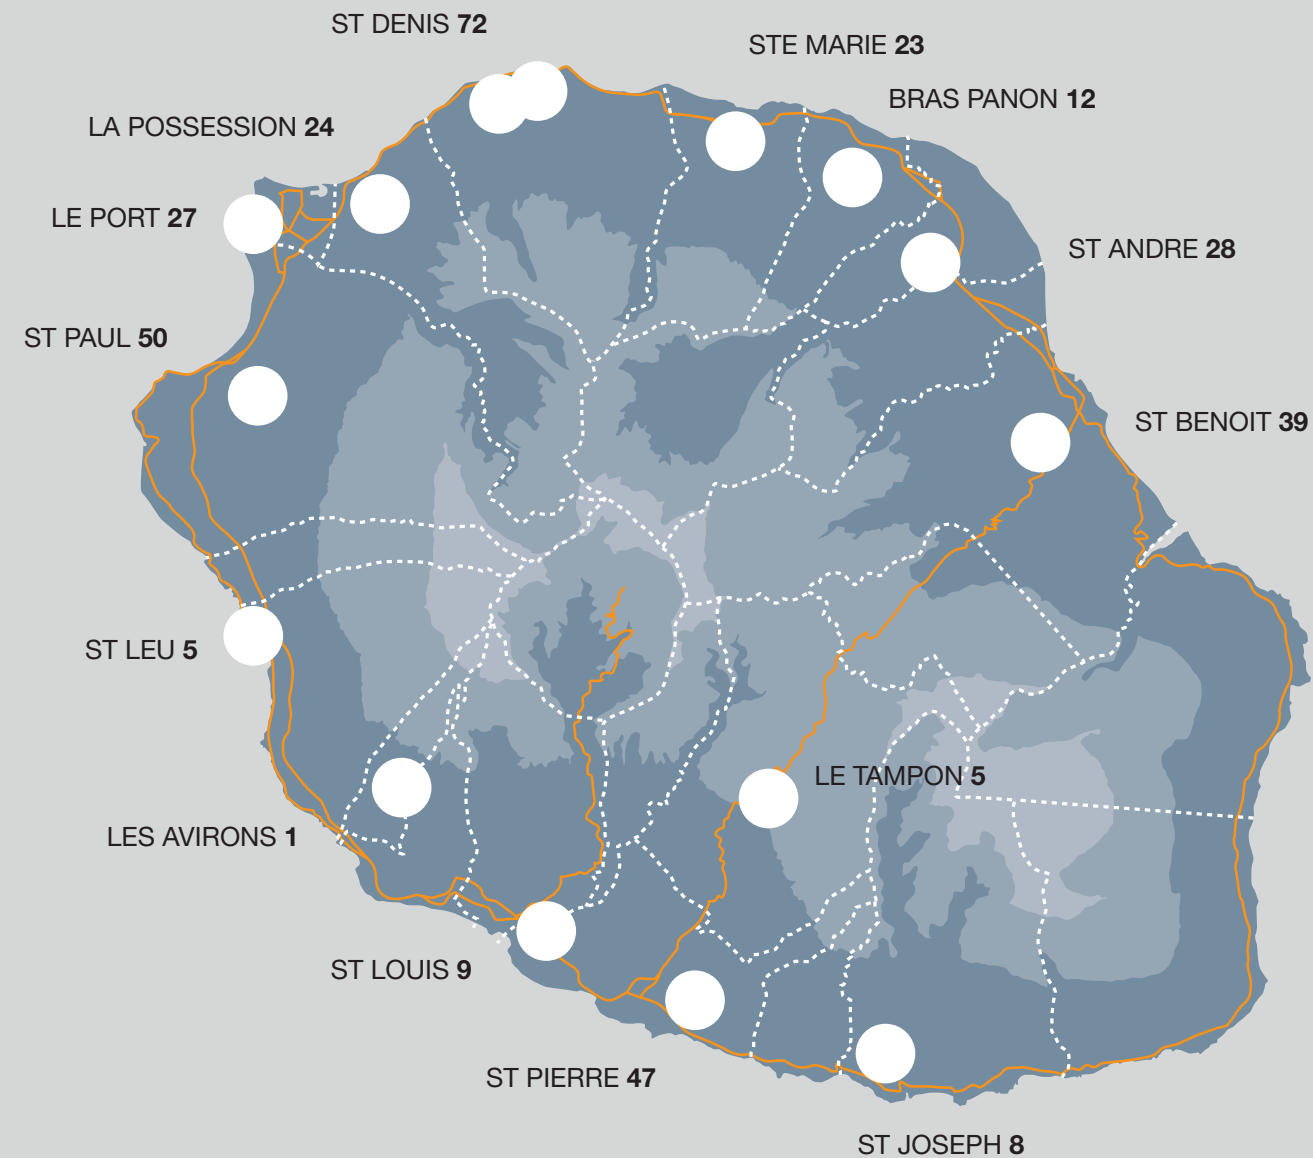 ST DENIS 72
STE MARIE 23
BRAS PANON 12
LA POSSESSION 24
LE PORT 27
ST ANDRE 28
ST PAUL 50
ST BENOIT 39
ST LEU 5
LE TAMPON 5
LES AVIRONS 1
ST LOUIS 9
ST PIERRE 47
ST JOSEPH 8